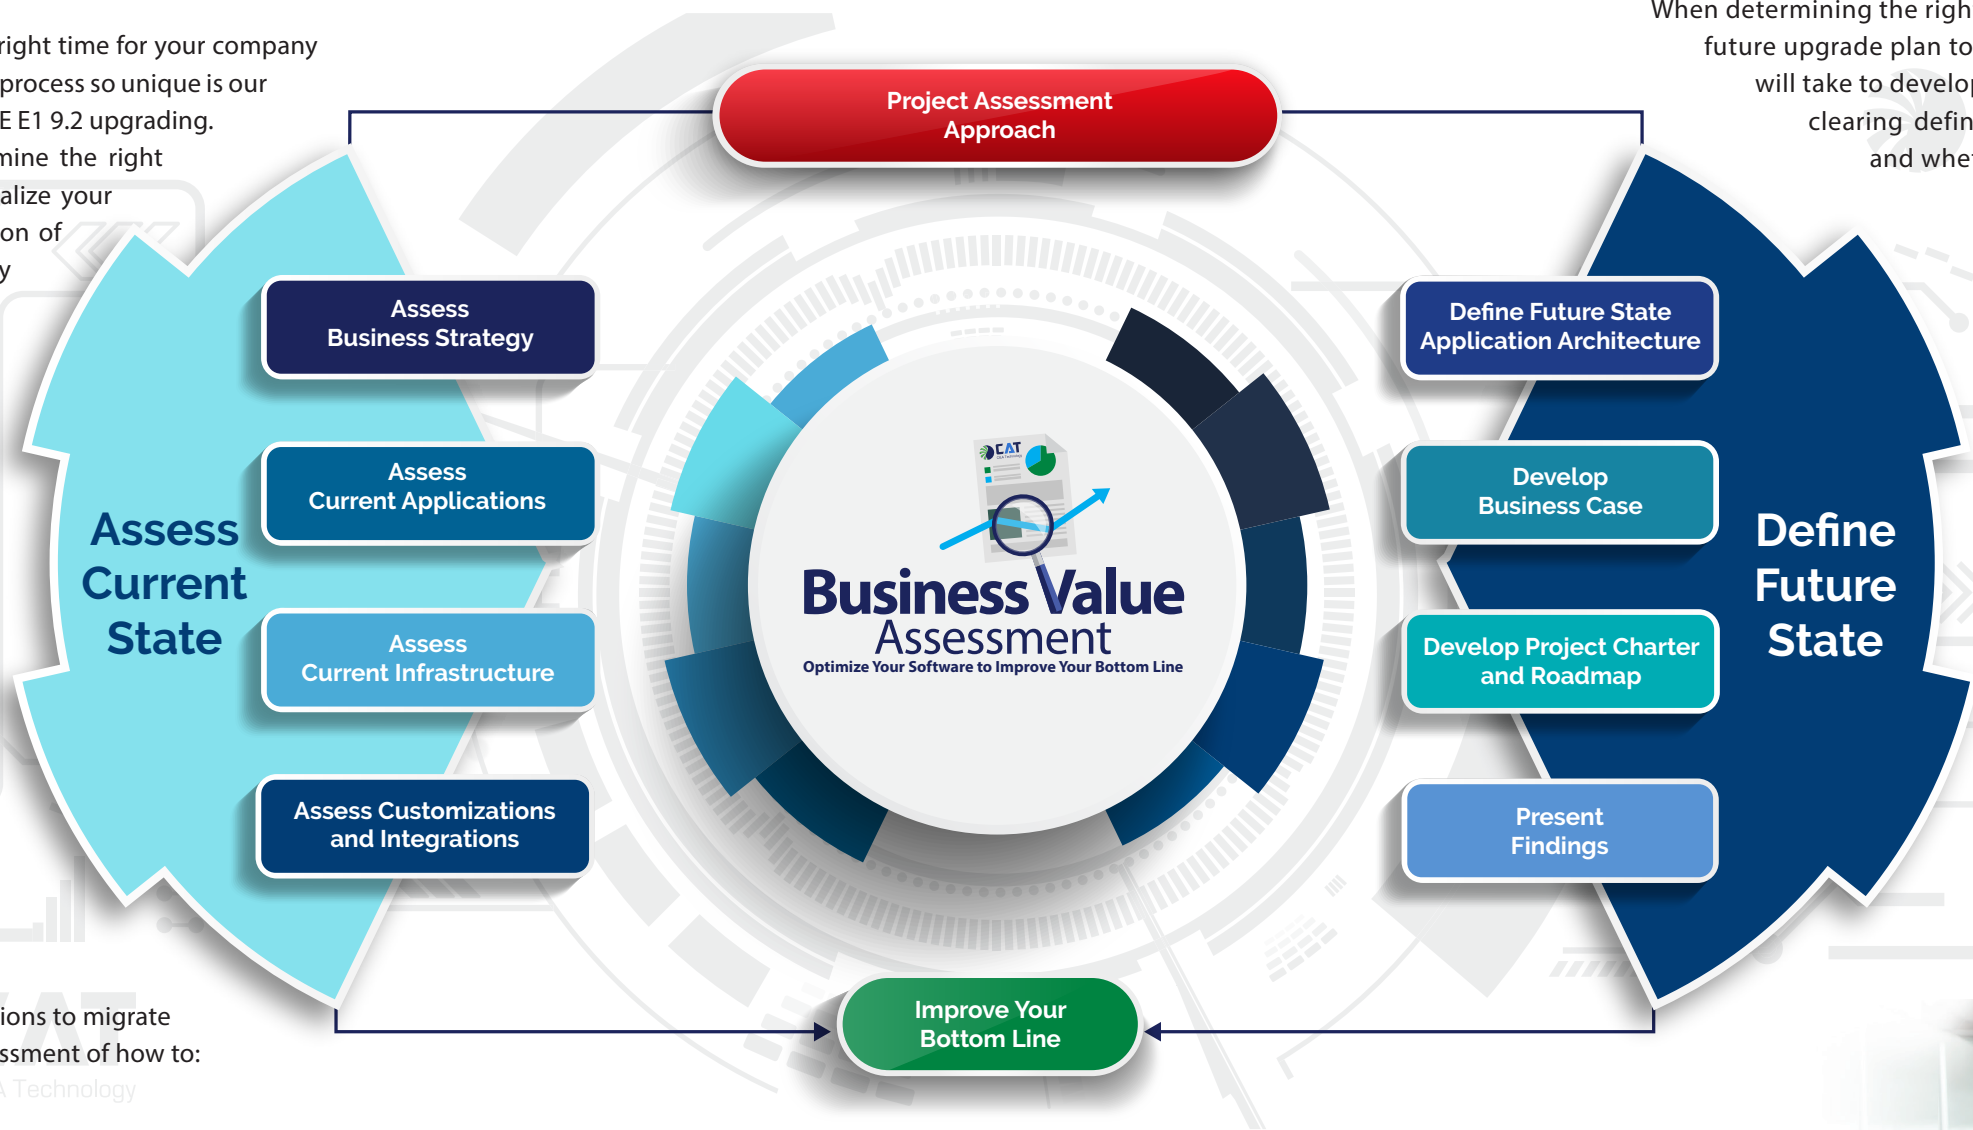 right time for your company
process so unique is our
E E1 9.2 upgrading.
mine the right
alize your
on of
y
When determining the righ
future upgrade plan to
will take to develop
clearing defin
and whe
Project Assessment
Approach
Assess
Current
State
Assess
Business Strategy
Assess
Current Applications
Assess
Current Infrastructure
Assess Customizations
and Integrations
CAT
Business Value
Assessment
Optimize Your Software to Improve Your Bottom Line
Define Future State
Application Architecture
Develop
Business Case
Develop Project Charter
and Roadmap
Present
Findings
Define
Future
State
Improve Your
Bottom Line
ions to migrate
ssment of how to:
CAT
A Technology